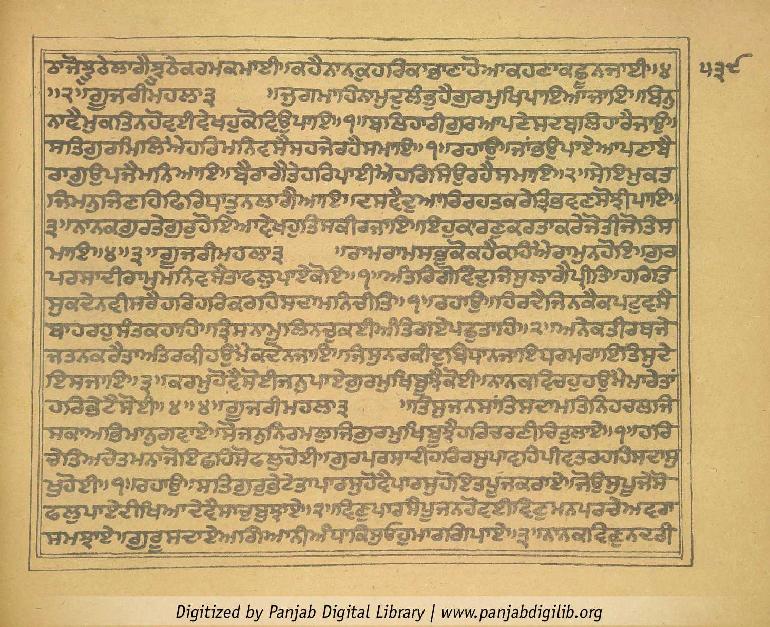 ਠਾਜੋਝੂਠੇਲਾਗੈਝੂਠੇਕਰਮਕਮਾਈ॥ਕਹੈਨਾਨਕੁਹਰਿਕਾਭਾਣਾਹੋਆਕਹਣਾਕਛੂਨਜਾਈ॥੪
੫੩੯
॥੨॥ਗੂਜਰੀਮਹਲਾ੩ ॥ਜੁਗਮਾਹਿਨਾਮੁਦੁਲੰਭੁਹੈਗੁਰਮੁਖਿਪਾਇਆਜਾਇ॥ਬਿਨੁ
ਨਾਵੈਮੁਕਤਿਨਹੋਵਈਵੇਖਹੁਕੋਵਿਉਪਾਇ॥੧॥ਬਲਿਹਾਰੀਗੁਰਆਪਣੇਸਦਬਲਿਹਾਰੈਜਾਉ॥
ਸਤਿਗੁਰਮਿਲਿਐਹਰਿਮਨਿਵਸੈਸਹਜੇਰਹੈਸਮਾਇ॥੧॥ਰਹਾਉ॥ਜਾਂਭਉਪਾਏਆਪਣਾਬੈ
ਰਾਗੁਉਪਜੈਮਨਿਆਇ॥ਬੈਰਾਗੈਤੇਹਰਿਪਾਈਐਹਰਿਸਿਉਰਹੈਸਮਾਇ॥੨॥ਸੇਇਮੁਕਤ
ਜਿਮਨੁਜਿਣਹਿਫਿਰਿਧਾਤੁਨਲਾਗੈਆਇ॥ਦਸਵੈਦੁਆਰਿਰਹਤਕਰੇਤ੍ਰਿਭਵਣਸੋਝੀਪਾਇ॥
੩॥ਨਾਨਕਗੁਰਤੇਗੁਰੁਹੋਇਆਵੇਖਹੁਤਿਸਕੀਰਜਾਇ॥ਇਹੁਕਾਰਣੁਕਰਤਾਕਰੇਜੋਤੀਜੋਤਿਸ
ਮਾਇ॥੪॥੩॥ਗੂਜਰੀਮਹਲਾ੩ ॥ਰਾਮਰਾਮਸਭੁਕੋਕਹੈਕਹਿਐਰਾਮੁਨਹੋਇ॥ਗੁਰ
ਪਰਸਾਦੀਰਾਮੁਮਨਿਵਸੈਤਾਫਲੁਪਾਵੈਕੋਇ॥੧॥ਅੰਤਰਿਗੋਵਿੰਦਜਿਸੁਲਾਗੈਪ੍ਰੀਤਿ॥ਹਰਿਤਿ
ਸੁਕਦੇਨਵੀਸਰੈਹਰਿਹਰਿਕਰਹਿਸਦਾਮਨਿਚੀਤਿ॥੧॥ਰਹਾਉ॥ਹਿਰਦੈਜਿਨਕੈਕਪਟੁਵਸੈ
ਬਾਹਰਹੁਸੰਤਕਹਾਹਿ॥ਤ੍ਰਿਸਨਾਮੂਲਿਨਚੁਕਈਅੰਤਿਗਏਪਛੁਤਾਹਿ॥੨॥ਅਨੇਕਤੀਰਥਜੇ
ਜਤਨਕਰੈਤਾਅੰਤਰਕੀਹਉਮੈਕਦੇਨਜਾਇ॥ਜਿਸੁਨਰਕੀਦੁਬਿਧਾਨਜਾਇਧਰਮਰਾਇਤਿਸੁਦੇ
ਇਸਜਾਇ॥੩॥ਕਰਮੁਹੋਵੈਸੋਈਜਨੁਪਾਏਗੁਰਮੁਖਿਬੂਝੈਕੋਈ॥ਨਾਨਕਵਿਚਹੁਹਉਮੈਮਾਰੇਤਾਂ
ਹਰਿਭੇਟੈਸੋਈ॥੪॥੪॥ਗੂਜਰੀਮਹਲਾ੩ ॥ਤਿਸੁਜਨਸਾਂਤਿਸਦਾਮਤਿਨਿਹਚਲਜਿ
ਸਕਾਅਭਿਮਾਨੁਗਵਾਏ॥ਸੋਜਨੁਨਿਰਮਲੁਜਿਗੁਰਮੁਖਿਬੂਝੈਹਰਿਚਰਣੀਚਿਤੁਲਾਏ॥੧॥ਹਰਿ
ਚੇਤਿਅਚੇਤਮਨਾਜੋਇਛਹਿਸੋਫਲੁਹੋਈ॥ਗੁਰਪਰਸਾਦੀਹਰਿਰਸੁਪਾਵਹਿਪੀਵਤਰਹਹਿਸਦਾਸੁ
ਖੁਹੋਈ॥੧॥ਰਹਾਉ॥ਸਤਿਗੁਰੁਭੇਟੇਤਾਪਾਰਸੁਹੋਵੈਪਾਰਸੁਹੋਇਤਪੂਜਕਰਾਏ॥ਜੋਉਸੁਪੂਜੇਸੋ
ਫਲੁਪਾਏਦੀਖਿਆਦੇਵੈਸਾਚੁਬੁਝਾਏ॥੨॥ਵਿਣੁਪਾਰਸੈਪੂਜਨਹੋਵਈਵਿਣੁਮਨਪਰਚੇਅਵਰਾ
ਸਮਝਾਏ॥ਗੁਰੂਸਦਾਏਅਗਿਆਨੀਅੰਧਾਕਿਸੁਓਹੁਮਾਰਗਿਪਾਏ॥੩॥ਨਾਨਕਵਿਣੁਨਦਰੀ
Digitized by Panjab Digital Library | www.panjabdigilib.org